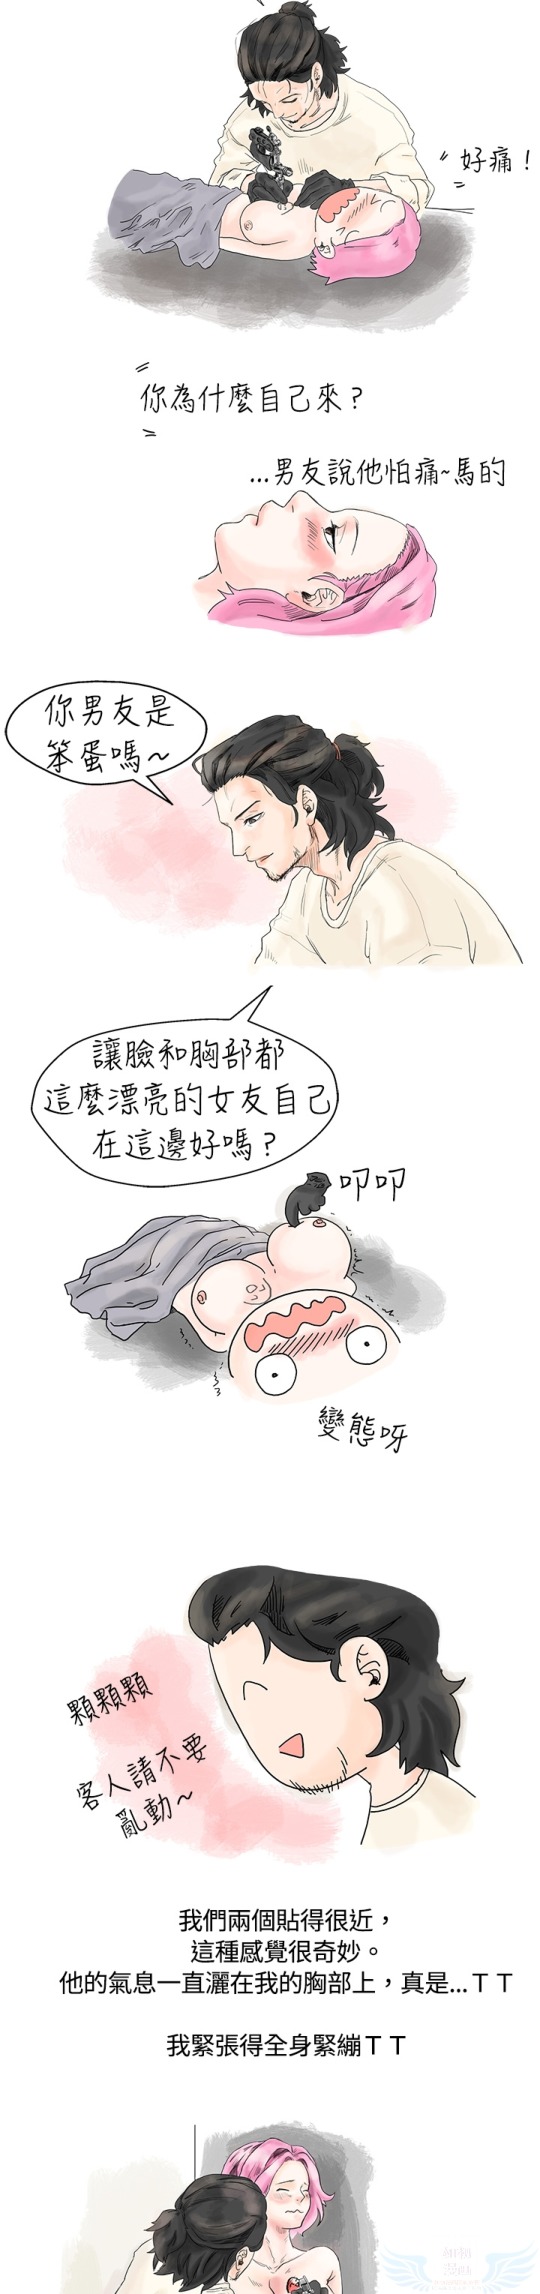 好痛！
你為什麼自己來？
...男友說他怕痛~馬的
你男友是
笨蛋嗎~
讓臉和胸部都
這麼漂亮的女友自己
在這邊好嗎？
叩叩
變態呀
顆顆顆
客人請不要
亂動~
我們兩個貼得很近，
這種感覺很奇妙。
他的氣息一直灑在我的胸部上，真是...ＴＴ
我緊張得全身緊繃ＴＴ